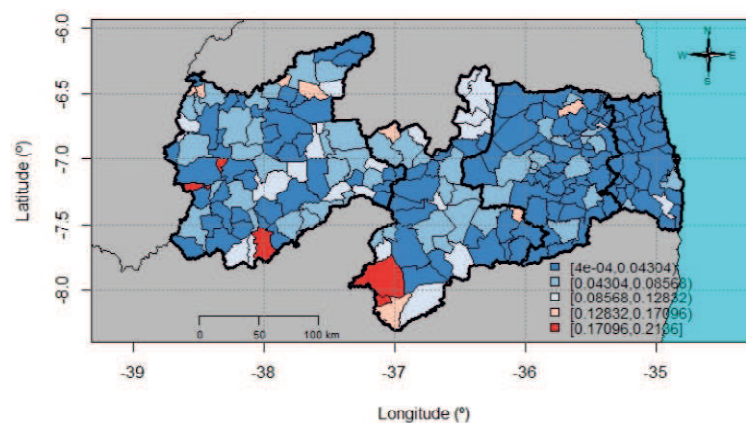 -6.0
-6.5
-7.0
-7.5
-8.0
Latitude (º)
N
W E
S
[4e-04,0.04304)
[0.04304,0.08568)
[0.08568,0.12832)
[0.12832,0.17096)
[0.17096,0.2136]
0 50 100 km
-39 -38 -37 -36 -35
Longitude (º)